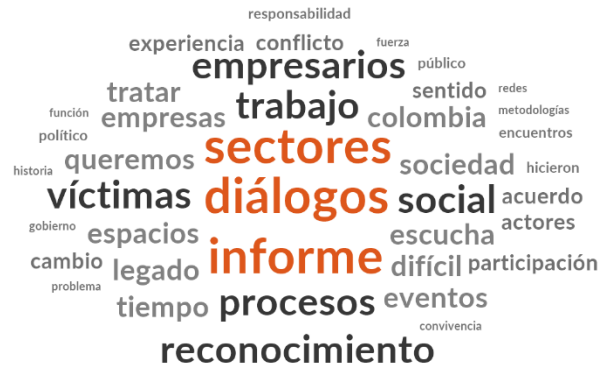 responsabilidad
experiencia conflicto fuerza
empresarios público
tratar sentido redes
función empresas trabajo colombia metodologías
político sectores encuentros
historia queremos sociedad hicieron
víctimas diálogos social acuerdo
gobierno espacios escucha actores
cambio legado informe difícil participación
problema tiempo procesos eventos
convivencia
reconocimiento